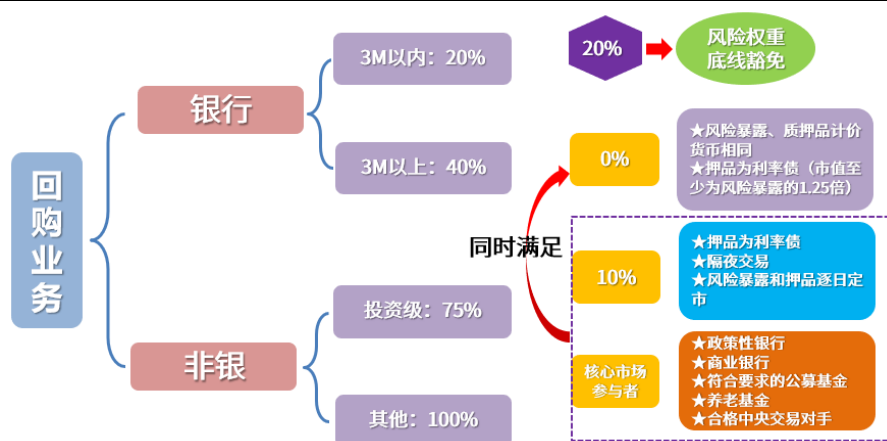 回
购
业
务
银行
3M以内：20%
3M以上：40%
非银
投资级：75%
其他：100%
20%
风险权重
底线豁免
0%
★风险暴露、质押品计价
货币相同
★押品为利率债（市值至
少为风险暴露的1.25倍）
同时满足
10%
★押品为利率债
★隔夜交易
★风险暴露和押品逐日定
市
核心市场
参与者
★政策性银行
★商业银行
★符合要求的公募基金
★养老基金
★合格中央交易对手